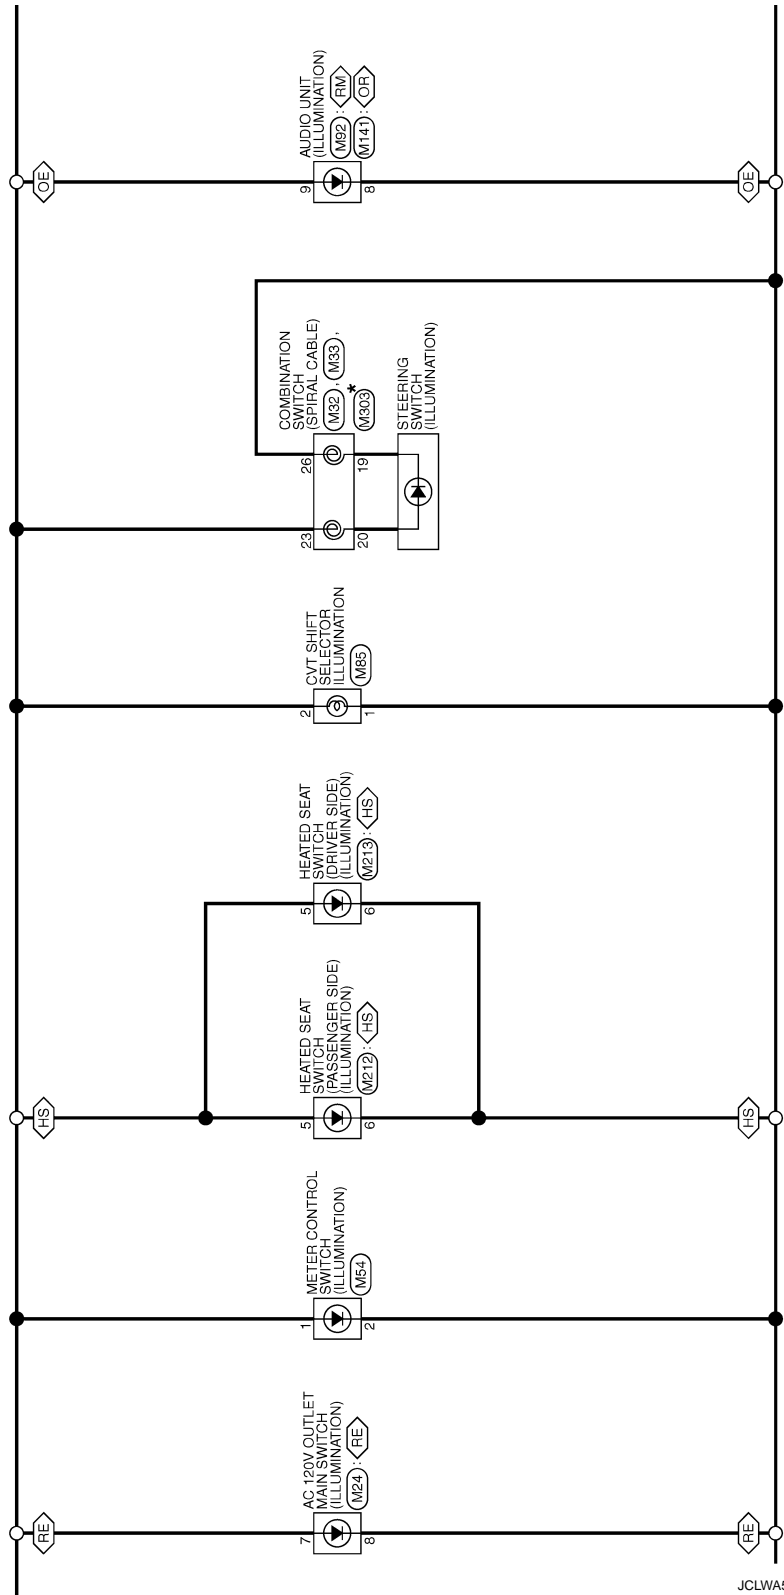 RE
7
AC 120V OUTLET
MAIN SWITCH
(ILLUMINATION)
M24 : RE
8
RE
1
METER CONTROL
SWITCH
(ILLUMINATION)
M54
2
HS
5
HEATED SEAT
SWITCH
(PASSENGER SIDE)
(ILLUMINATION)
M212 : HS
6
HS
5
HEATED SEAT
SWITCH
(DRIVER SIDE)
(ILLUMINATION)
M213 : HS
6
2
CVT SHIFT
SELECTOR
ILLUMINATION
M85
1
23
26
COMBINATION
SWITCH
(SPIRAL CABLE)
M32 , M33 ,
*
M303
20
19
STEERING
SWITCH
(ILLUMINATION)
OE
9
AUDIO UNIT
(ILLUMINATION)
M92 : RM
M141 : OR
8
OE